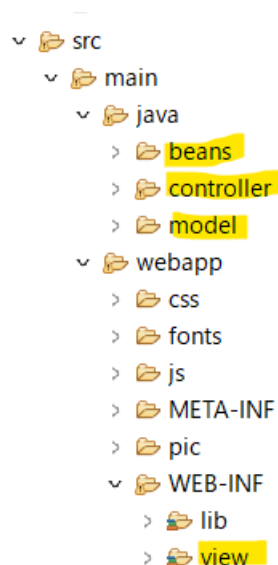 src
main
java
beans
controller
model
webapp
css
fonts
js
META-INF
pic
WEB-INF
lib
view